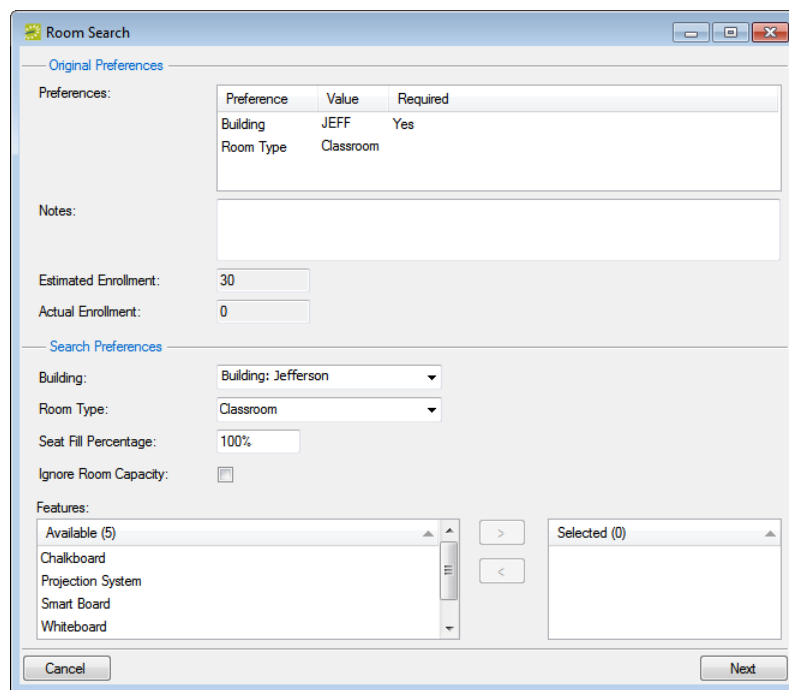 Room Search
Original Preferences
Preferences:
Preference Value Required
Building JEFF Yes
Room Type Classroom
Notes:
Estimated Enrollment: 30
Actual Enrollment: 0
Search Preferences
Building: Building: Jefferson
Room Type: Classroom
Seat Fill Percentage: 100%
Ignore Room Capacity:
Features:
Available (5) > Selected (0)
Chalkboard
< 
Projection System
Smart Board
Whiteboard
Cancel Next